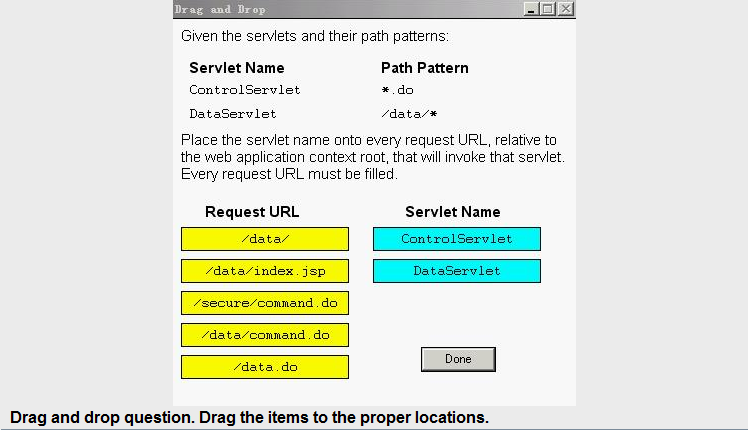 Drag and Drop
Given the servlets and their path patterns:
Servlet Name Path Pattern
ControlServlet *.do
DataServlet /data/*
Place the servlet name onto every request URL, relative to
the web application context root, that will invoke that servlet.
Every request URL must be filled.
Request URL Servlet Name
/data/ ControlServlet
/data/index.jsp DataServlet
/secure/command.do
/data/command.do
/data.do
Done
Drag and drop question. Drag the items to the proper locations.